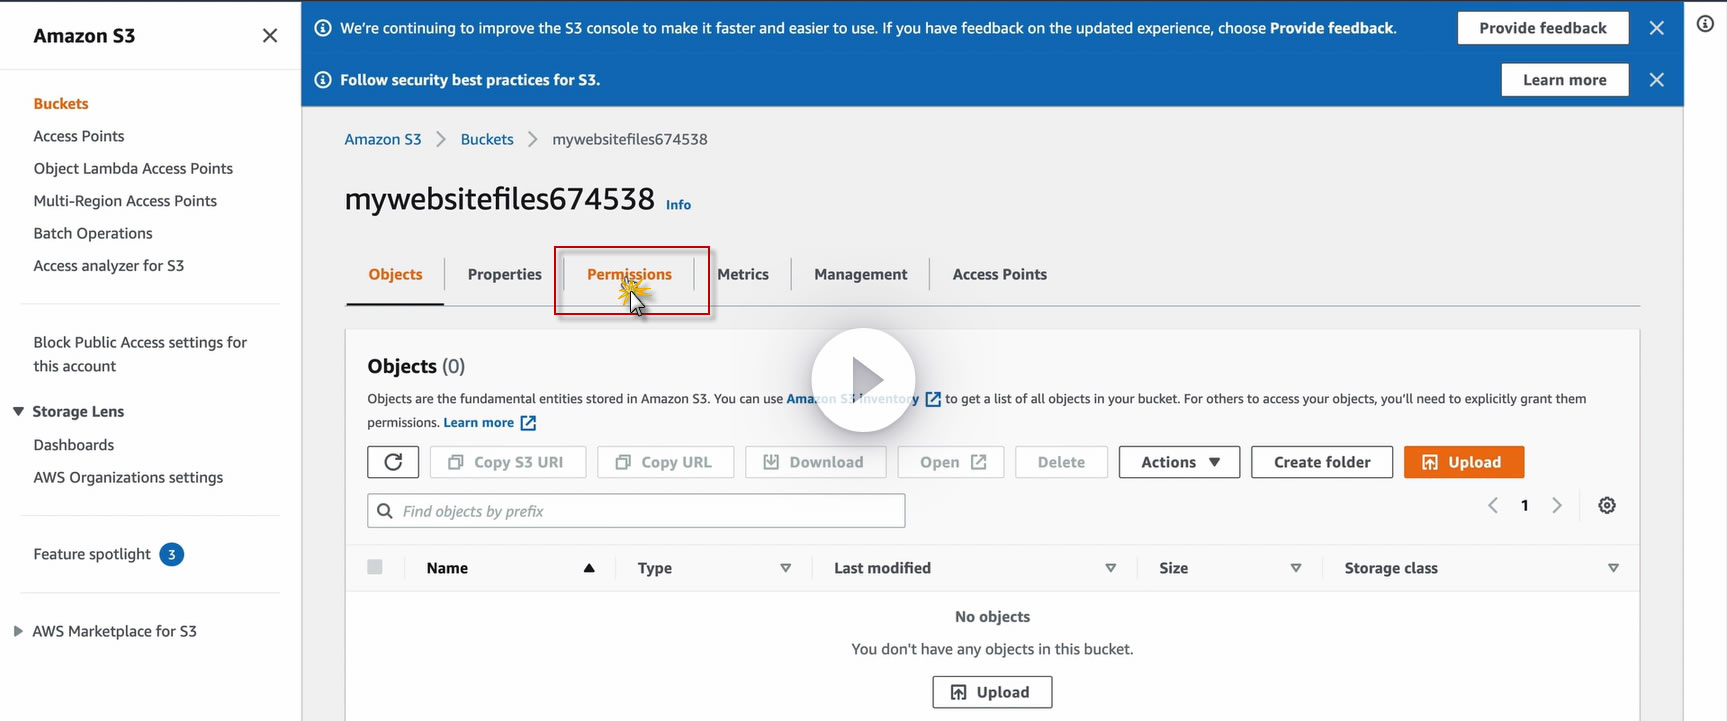 Amazon S3
Buckets
Access Points
Object Lambda Access Points
Multi-Region Access Points
Batch Operations
Access analyzer for S3
Block Public Access settings for
this account
Storage Lens
Dashboards
AWS Organizations settings
Feature spotlight 3
AWS Marketplace for S3
We're continuing to improve the S3 console to make it faster and easier to use. If you have feedback on the updated experience, choose Provide feedback.
Provide feedback
Follow security best practices for S3.
Learn more
Amazon S3 > Buckets > mywebsitefiles674538
mywebsitefiles674538 Info
Objects Properties Permissions Metrics Management Access Points
Objects (0)
Objects are the fundamental entities stored in Amazon S3. You can use Amazon S3 inventory to get a list of all objects in your bucket. For others to access your objects, you'll need to explicitly grant them
permissions. Learn more
Copy S3 URI Copy URL Download Open Delete Actions Create folder Upload
Find objects by prefix
1
Name Type Last modified Size Storage class
No objects
You don't have any objects in this bucket.
Upload